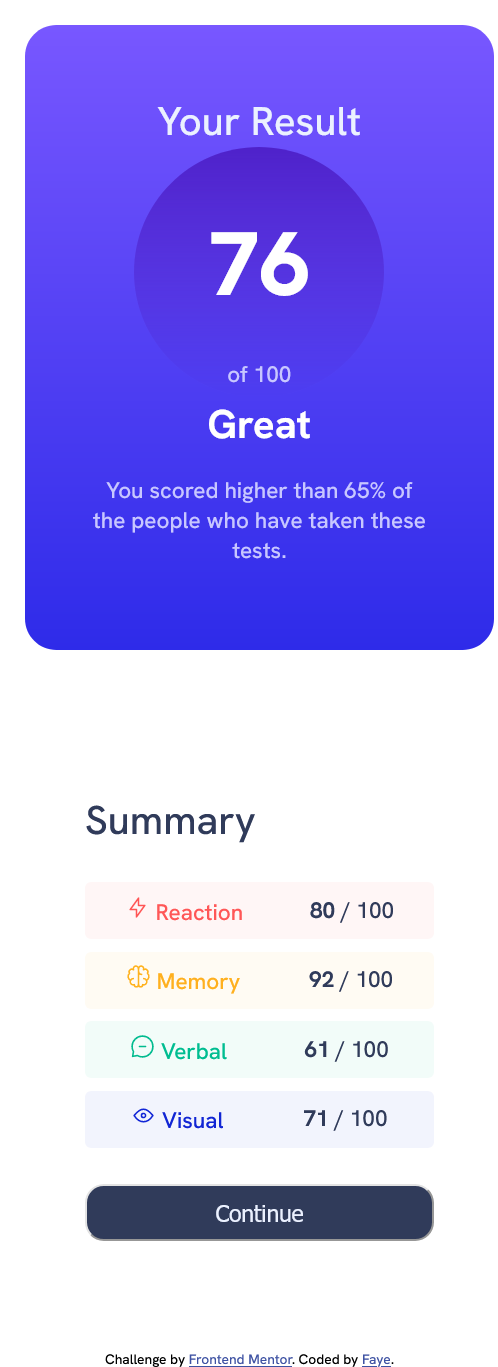 Your Result
76
of 100
Great
You scored higher than 65% of
the people who have taken these
tests.
Summary
Reaction 80 / 100
Memory 92 / 100
Verbal 61 / 100
Visual 71 / 100
Continue
Challenge by Frontend Mentor. Coded by Faye.